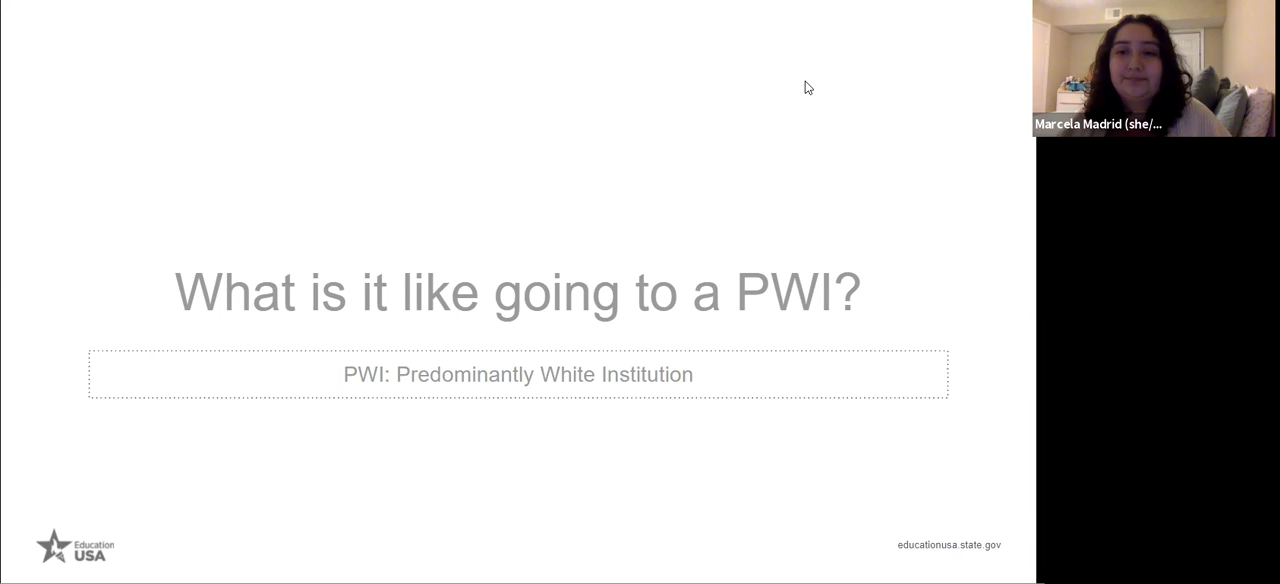 Marcela Madrid (she/...
What is it like going to a PWI?
PWI: Predominantly White Institution
Education
USA
educationusa.state.gov